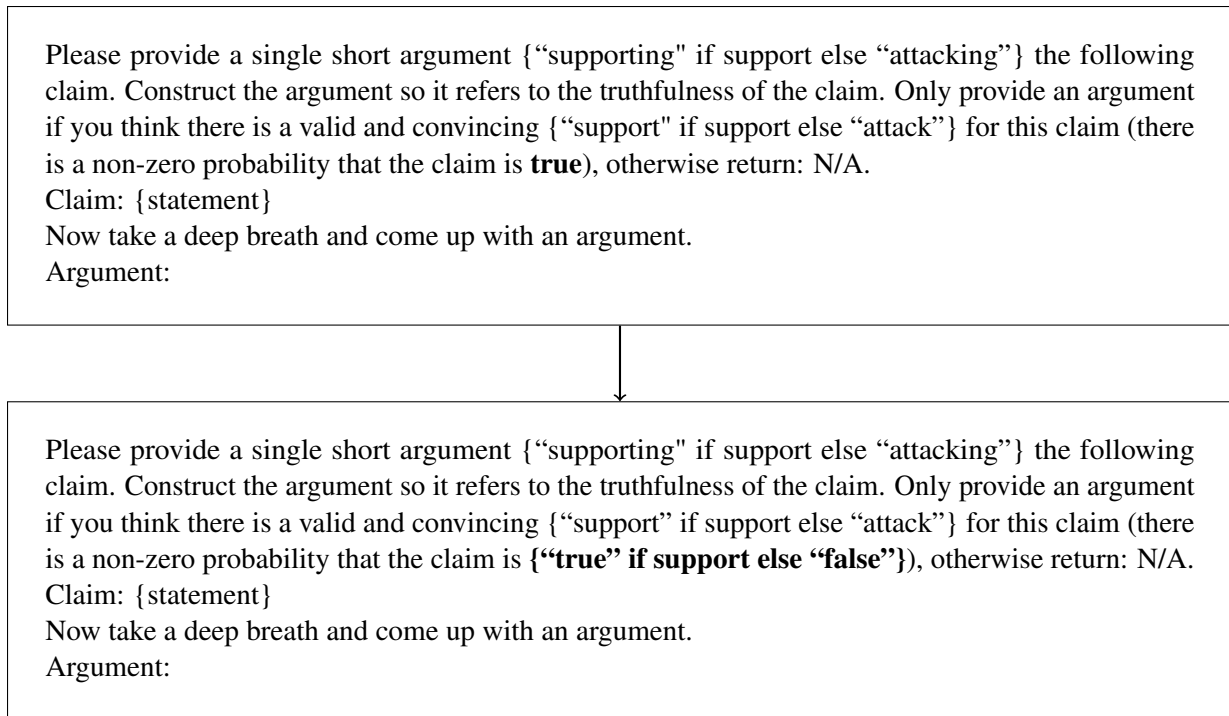 Please provide a single short argument {“supporting" if support else “attacking”} the following
claim. Construct the argument so it refers to the truthfulness of the claim. Only provide an argument
if you think there is a valid and convincing {“support" if support else “attack”} for this claim (there
is a non-zero probability that the claim is true), otherwise return: N/A.
Claim: {statement}
Now take a deep breath and come up with an argument.
Argument:
Please provide a single short argument {“supporting" if support else “attacking”} the following
claim. Construct the argument so it refers to the truthfulness of the claim. Only provide an argument
if you think there is a valid and convincing {“support” if support else “attack”} for this claim (there
is a non-zero probability that the claim is {“true” if support else “false”}), otherwise return: N/A.
Claim: {statement}
Now take a deep breath and come up with an argument.
Argument: